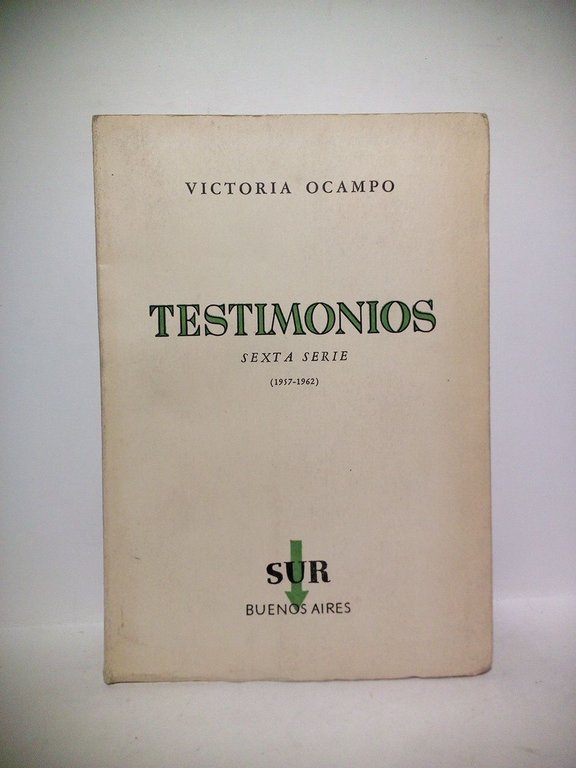 VICTORIA OCAMPO
TESTIMONIOS
SEXTA SERIE
(1957-1962)
SUR
BUENOS AIRES